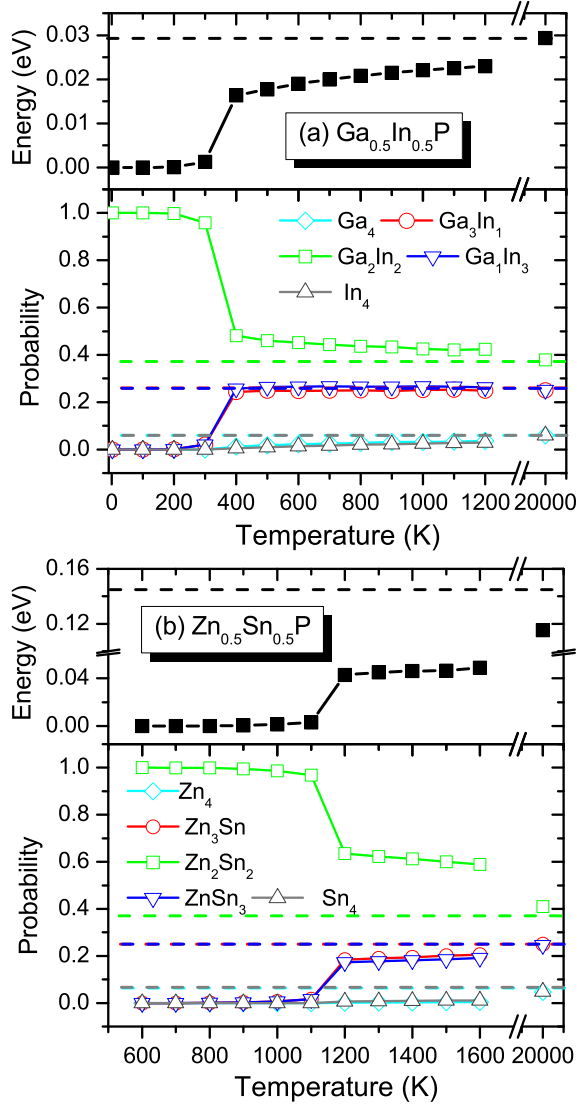 0.03
0.02
0.01
0.00
Energy (eV)
(a) Ga0.5In0.5P
1.0
0.8
0.6
0.4
0.2
0.0
Probability
Ga4 Ga3In1
Ga2In2 Ga1In3
In4
0 200 400 600 800 1000 1200 20000
Temperature (K)
0.16
0.12
0.04
0.00
Energy (eV)
(b) Zn0.5Sn0.5P
1.0
0.8
0.6
0.4
0.2
0.0
Probability
Zn4
Zn3Sn
Zn2Sn2
ZnSn3 Sn4
600 800 1000 1200 1400 1600 20000
Temperature (K)